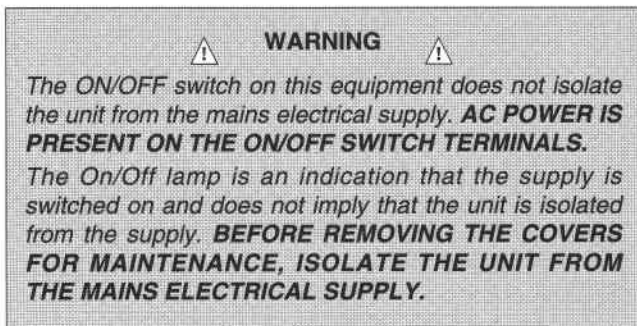 WARNING
The ON/OFF switch on this equipment does not isolate
the unit from the mains electrical supply. AC POWER IS
PRESENT ON THE ON/OFF SWITCH TERMINALS.
The On/Off lamp is an indication that the supply is
switched on and does not imply that the unit is isolated
from the supply. BEFORE REMOVING THE COVERS
FOR MAINTENANCE, ISOLATE THE UNIT FROM
THE MAINS ELECTRICAL SUPPLY.